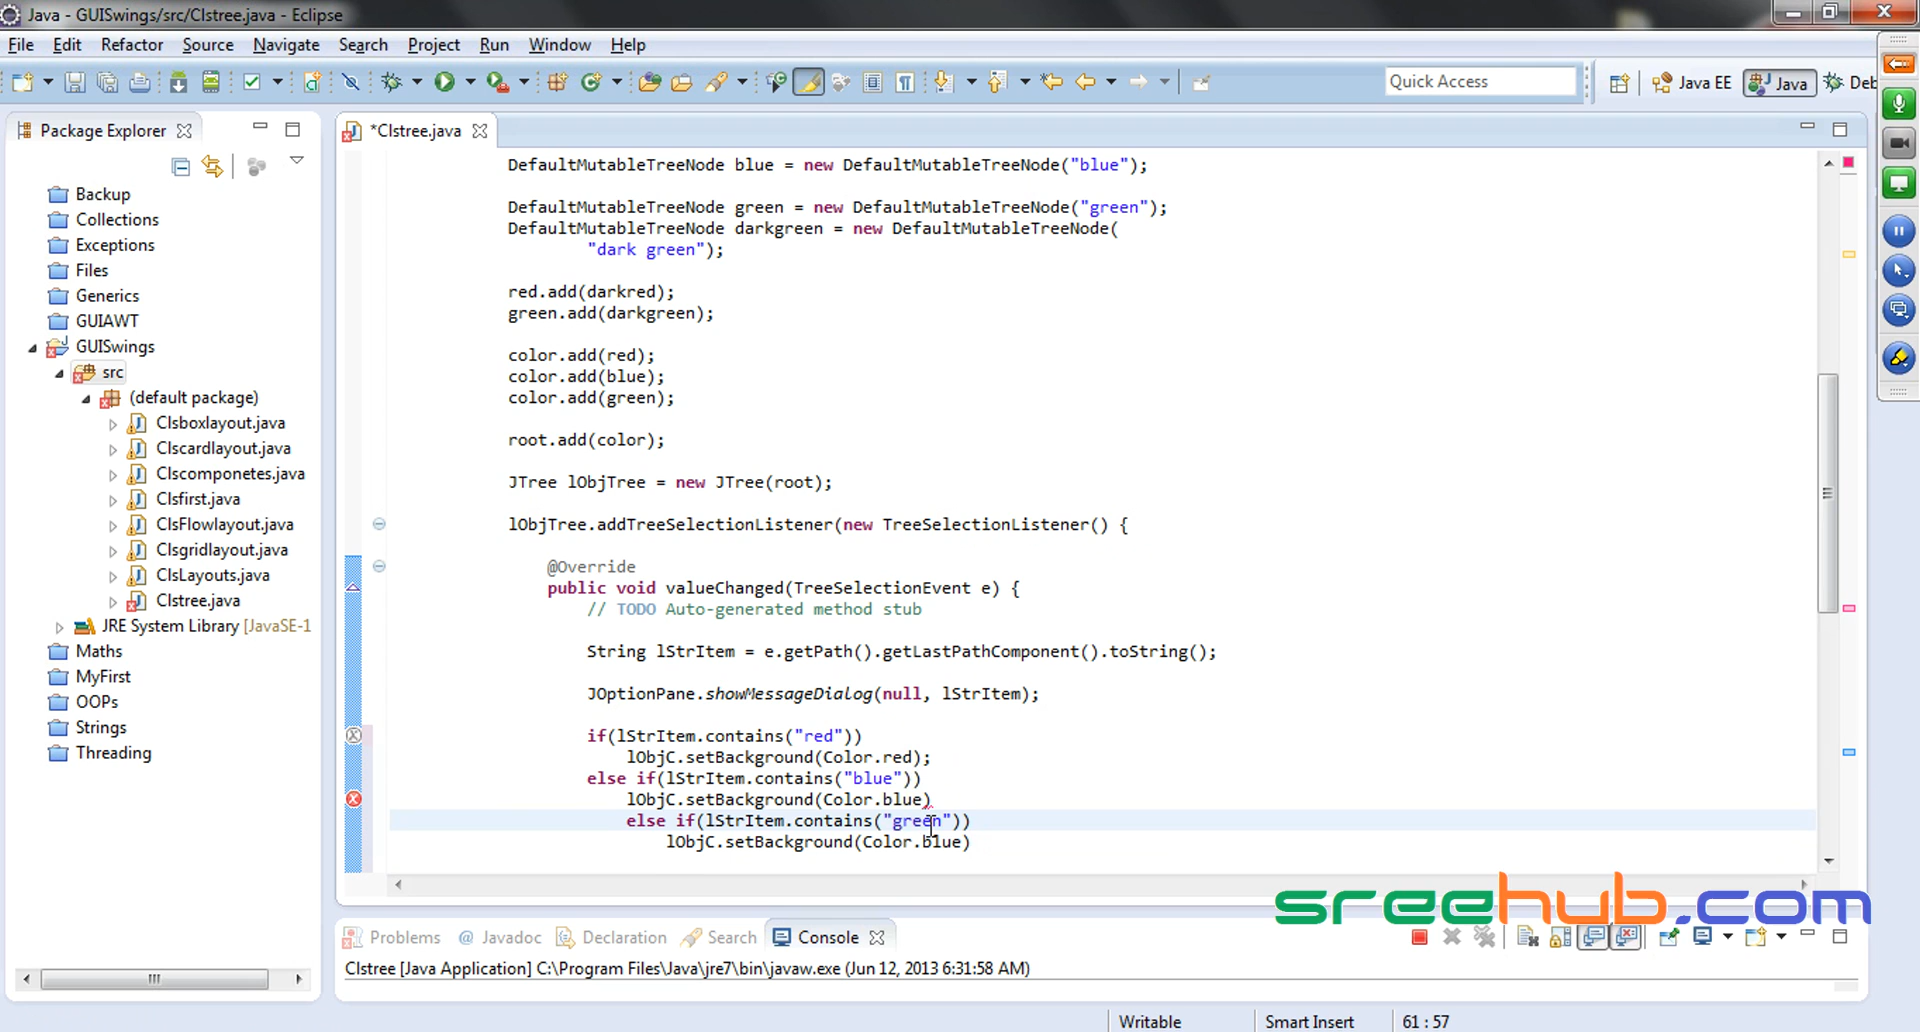 Java - GUISwings/src/Clstree.java - Eclipse
File Edit Refactor Source Navigate Search Project Run Window Help
Quick Access
Java EE
Java
Deb
Package Explorer
*Clstree.java
Backup
Collections
Exceptions
Files
Generics
GUIAWT
GUISwings
src
(default package)
Clsboxlayout.java
Clscardlayout.java
Clscomponetes.java
Clsfirst.java
ClsFlowlayout.java
Clsgridlayout.java
ClsLayouts.java
Clstree.java
JRE System Library [JavaSE-1
Maths
MyFirst
OOPs
Strings
Threading
DefaultMutableTreeNode blue = new DefaultMutableTreeNode("blue");
DefaultMutableTreeNode green = new DefaultMutableTreeNode("green");
DefaultMutableTreeNode darkgreen = new DefaultMutableTreeNode(
"dark green");
red.add(darkred);
green.add(darkgreen);
color.add(red);
color.add(blue);
color.add(green);
root.add(color);
JTree lObjTree = new JTree(root);
lObjTree.addTreeSelectionListener(new TreeSelectionListener() {
@Override
public void valueChanged(TreeSelectionEvent e) {
// TODO Auto-generated method stub
String lStrItem = e.getPath().getLastPathComponent().toString();
JOptionPane.showMessageDialog(null, lStrItem);
if(lStrItem.contains("red"))
lObjC.setBackground(Color.red);
else if(lStrItem.contains("blue"))
lObjC.setBackground(Color.blue)
else if(lStrItem.contains("green"))
lObjC.setBackground(Color.blue)
sreehub.com
Problems @ Javadoc Declaration Search Console
Clstree [Java Application] C:\Program Files\Java\jre7\bin\javaw.exe (Jun 12, 2013 6:31:58 AM)
Writable Smart Insert 61 : 57